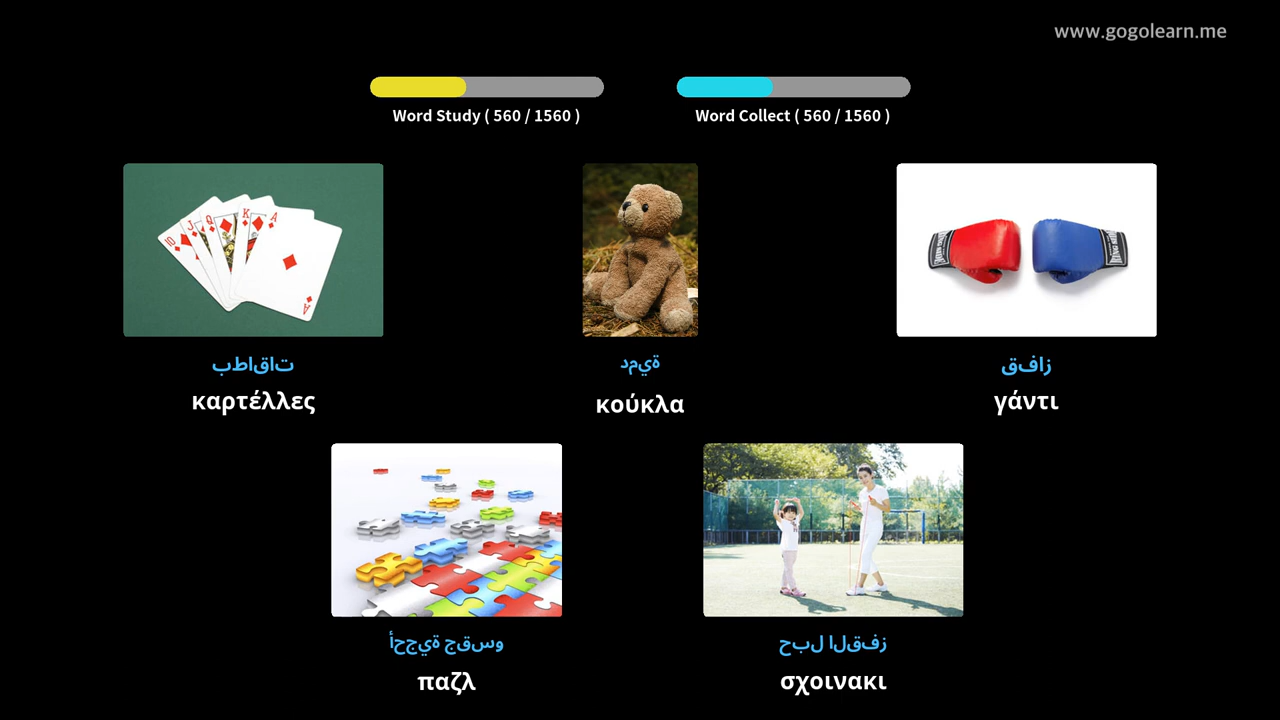 www.gogolearn.me
Word Study ( 560 / 1560 )
Word Collect ( 560 / 1560 )
10 J Q K A
A
بطاقات
دمية
قفاز
καρτέλλες
κούκλα
γάντι
أحجية جقسو
حبل القفز
παζλ
σχοινακι